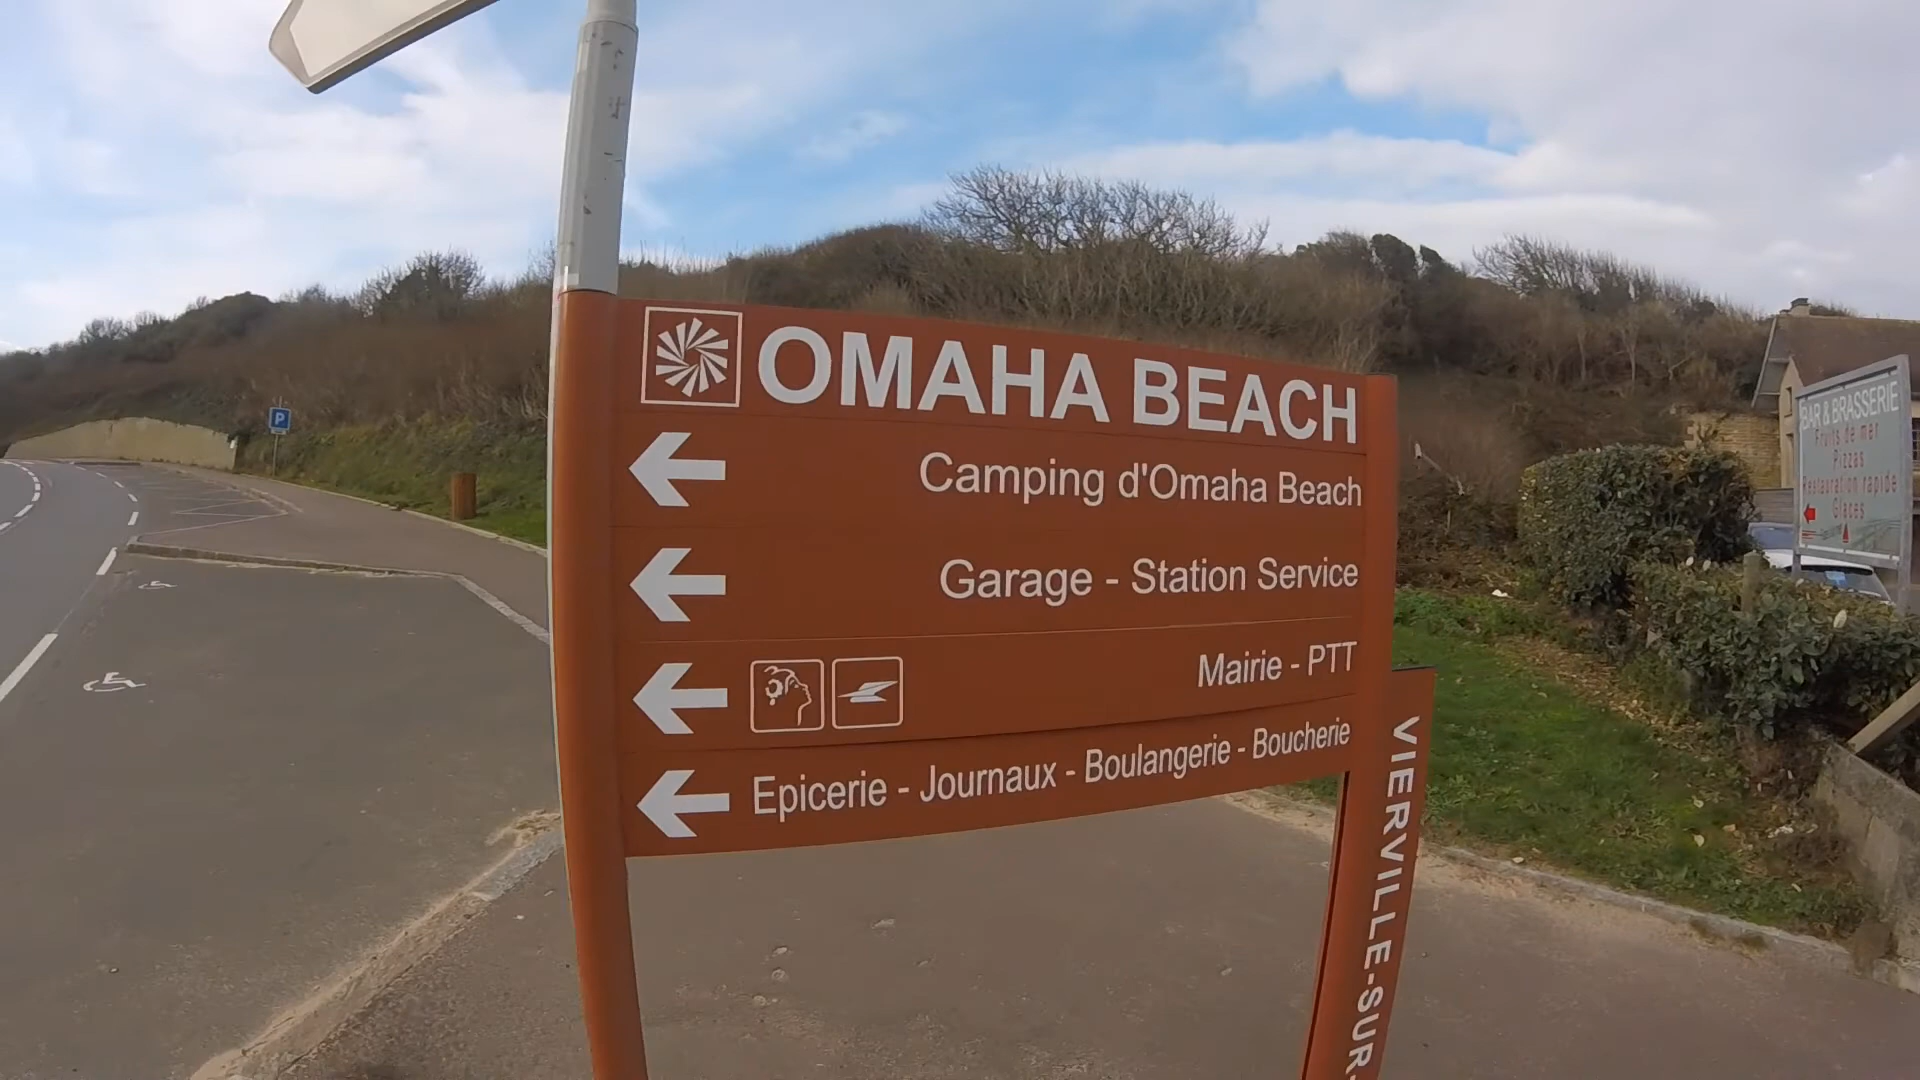 OMAHA BEACH
Camping d'Omaha Beach
Garage - Station Service
Mairie - PTT
Epicerie - Journaux - Boulangerie - Boucherie
VIERVILLE-SUR-
P
BAR & BRASSERIE
Fruits de mer
Pizzas
Restauration rapide
Glaces